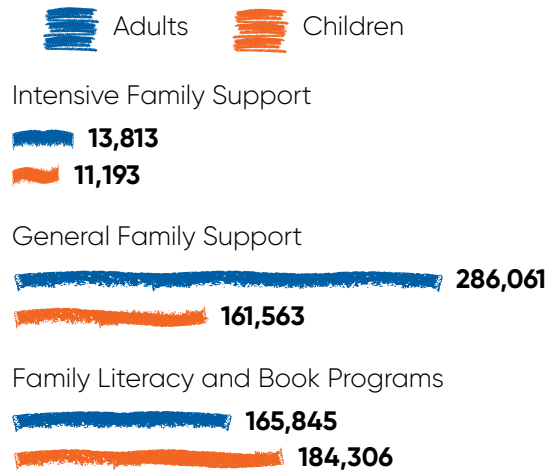 Adults Children
Intensive Family Support
13,813
11,193
General Family Support
286,061
161,563
Family Literacy and Book Programs
165,845
184,306